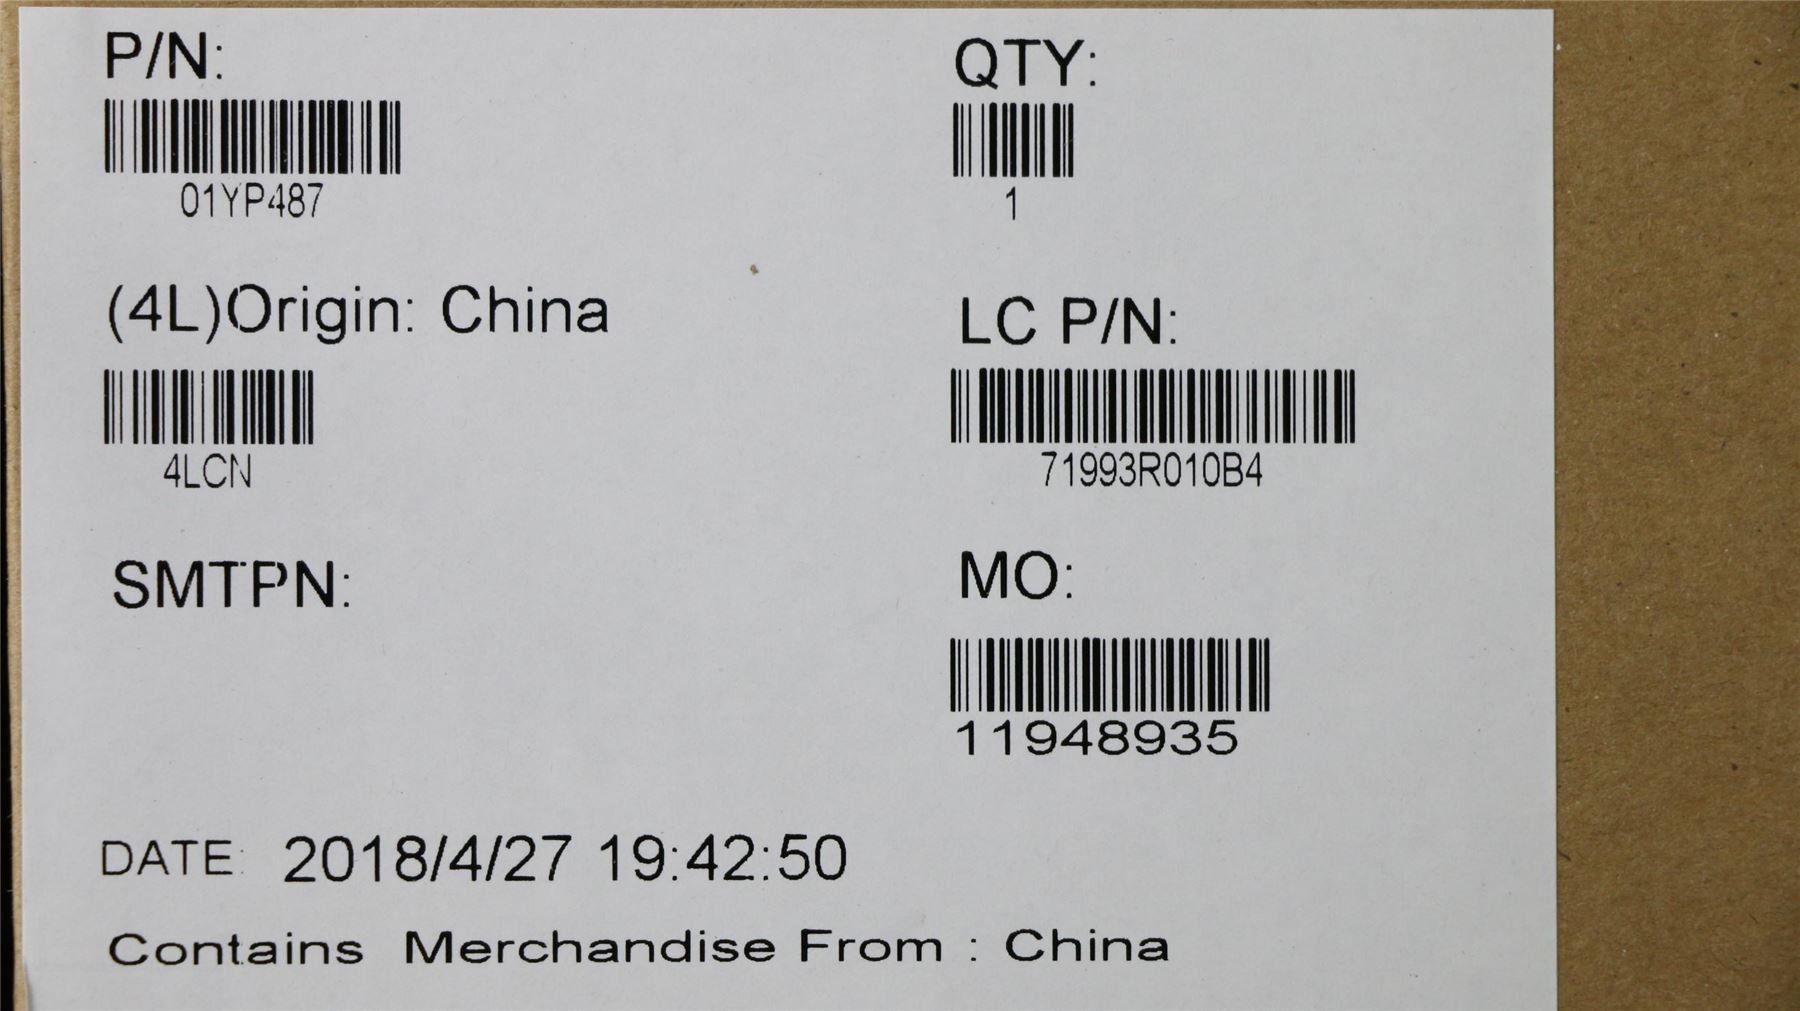 P/N:
01YP487
QTY:
1
(4L)Origin: China
4LCN
LC P/N:
71993R010B4
SMTPN:
MO:
11948935
DATE: 2018/4/27 19:42:50
Contains Merchandise From : China